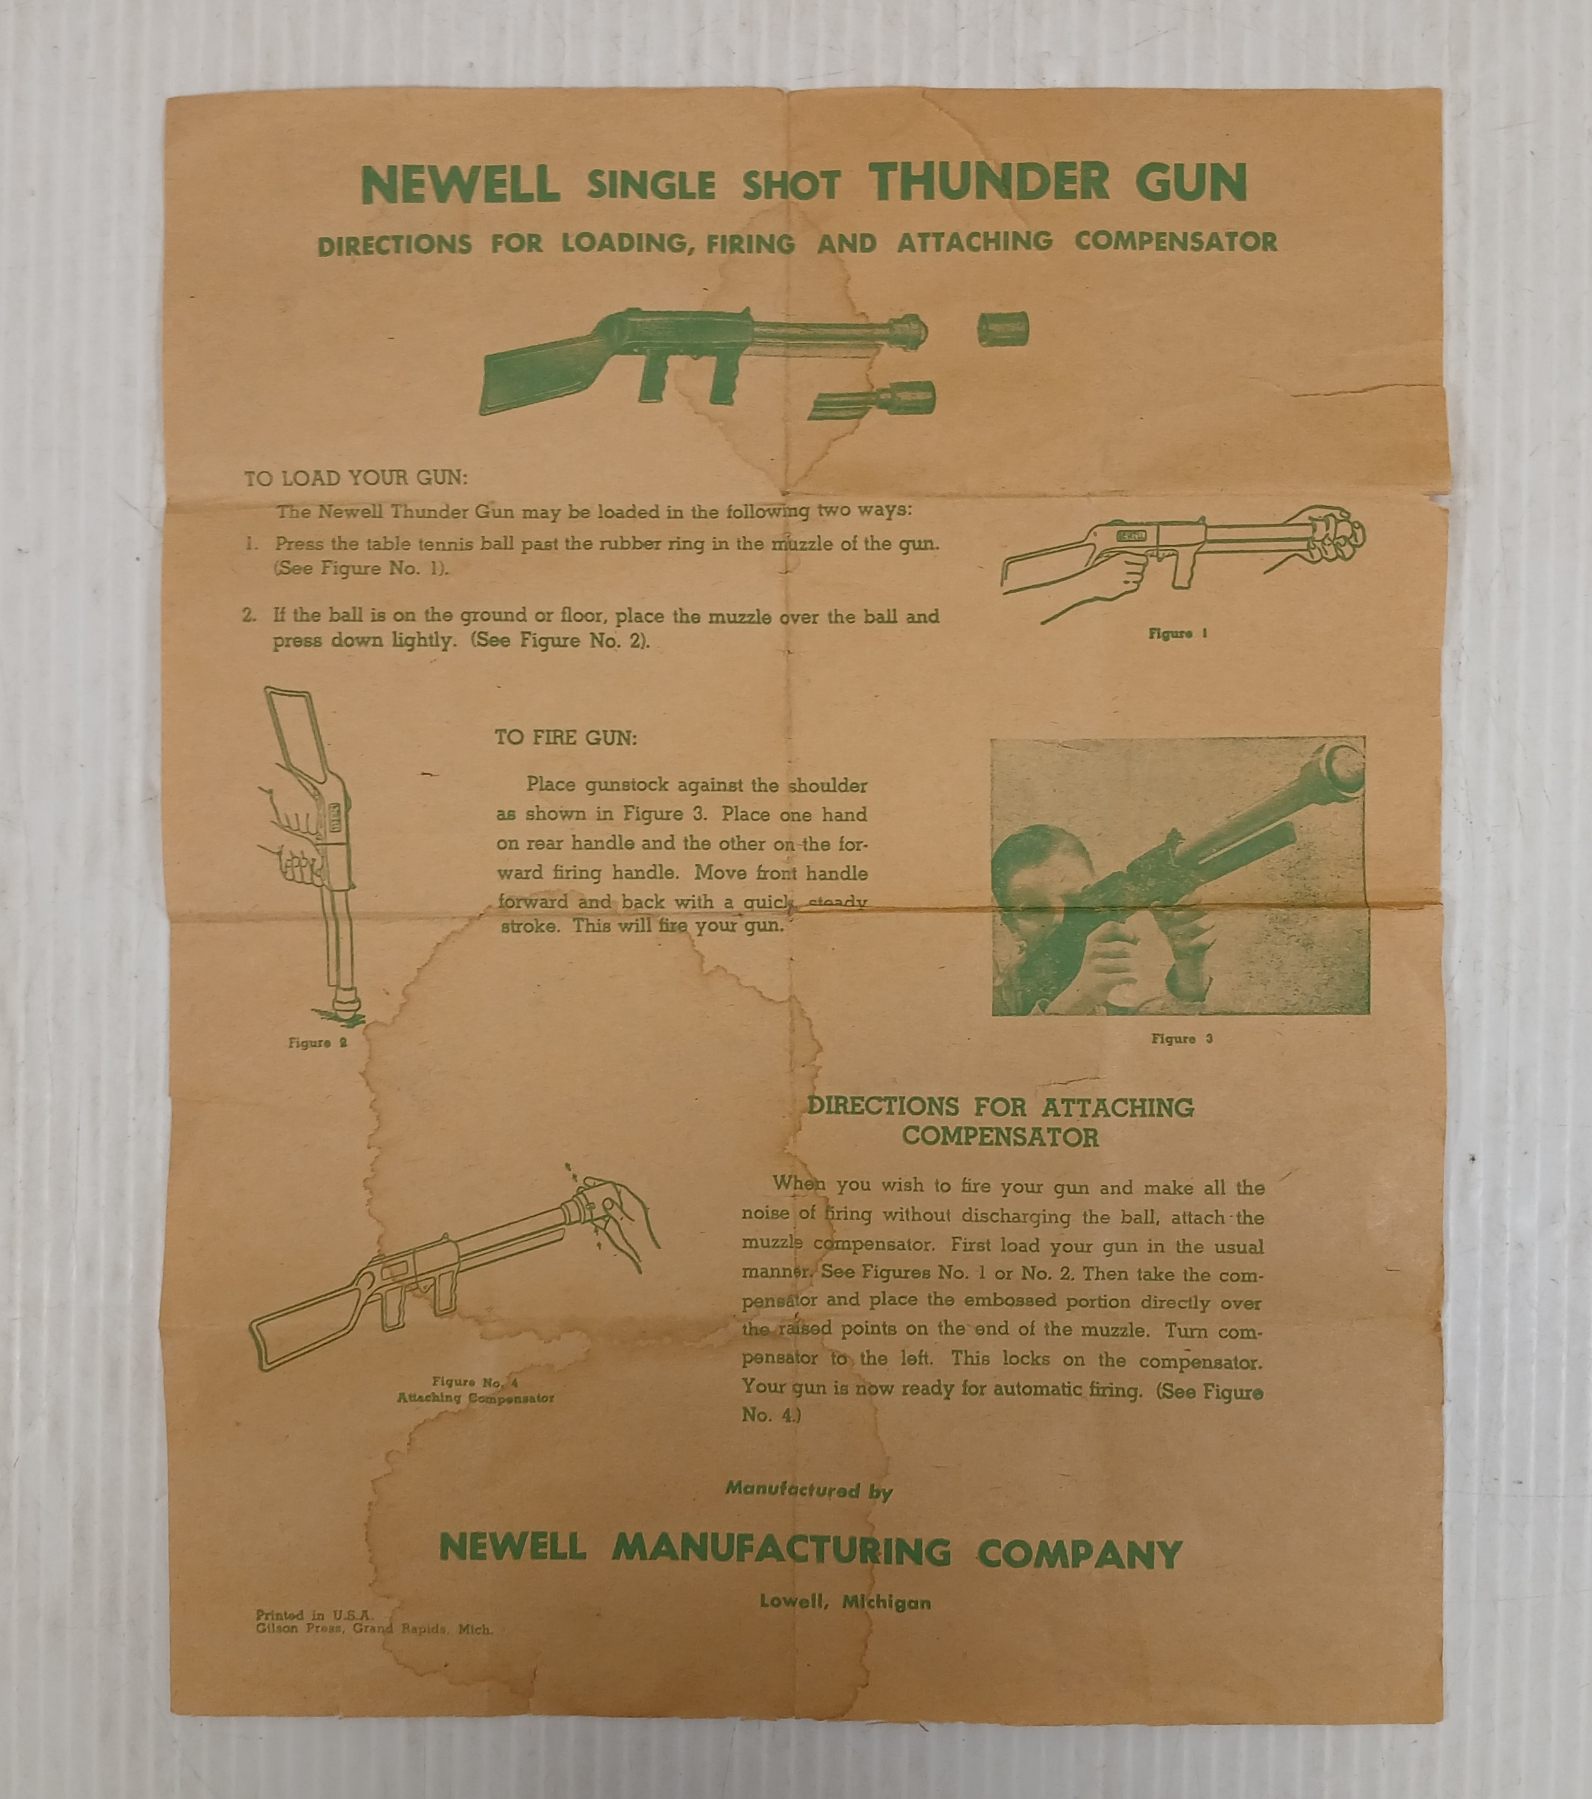 NEWELL SINGLE SHOT THUNDER GUN
DIRECTIONS FOR LOADING, FIRING AND ATTACHING COMPENSATOR
TO LOAD YOUR GUN:
The Newell Thunder Gun may be loaded in the following two ways:
1. Press the table tennis ball past the rubber ring in the muzzle of the gun.
(See Figure No. 1).
2. If the ball is on the ground or floor, place the muzzle over the ball and
press down lightly. (See Figure No. 2).
Figure 1
TO FIRE GUN:
Place gunstock against the shoulder
as shown in Figure 3. Place one hand
on rear handle and the other on the for-
ward firing handle. Move front handle
forward and back with a quick, steady
stroke. This will fire your gun.
Figure 2
Figure 3
DIRECTIONS FOR ATTACHING
COMPENSATOR
When you wish to fire your gun and make all the
noise of firing without discharging the ball, attach the
muzzle compensator. First load your gun in the usual
manner. See Figures No. 1 or No. 2. Then take the com-
pensator and place the embossed portion directly over
the raised points on the end of the muzzle. Turn com-
pensator to the left. This locks on the compensator.
Your gun is now ready for automatic firing. (See Figure
No. 4.)
Figure No. 4
Attaching Compensator
Manufactured by
NEWELL MANUFACTURING COMPANY
Lowell, Michigan
Printed in U.S.A.
Gilson Press, Grand Rapids, Mich.